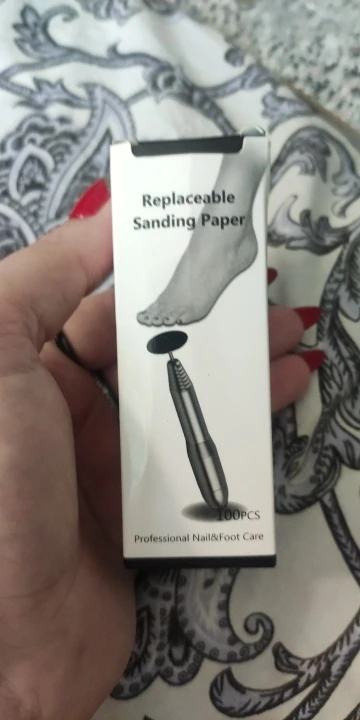 Replaceable
Sanding Paper
100PCS
Professional Nail&Foot Care